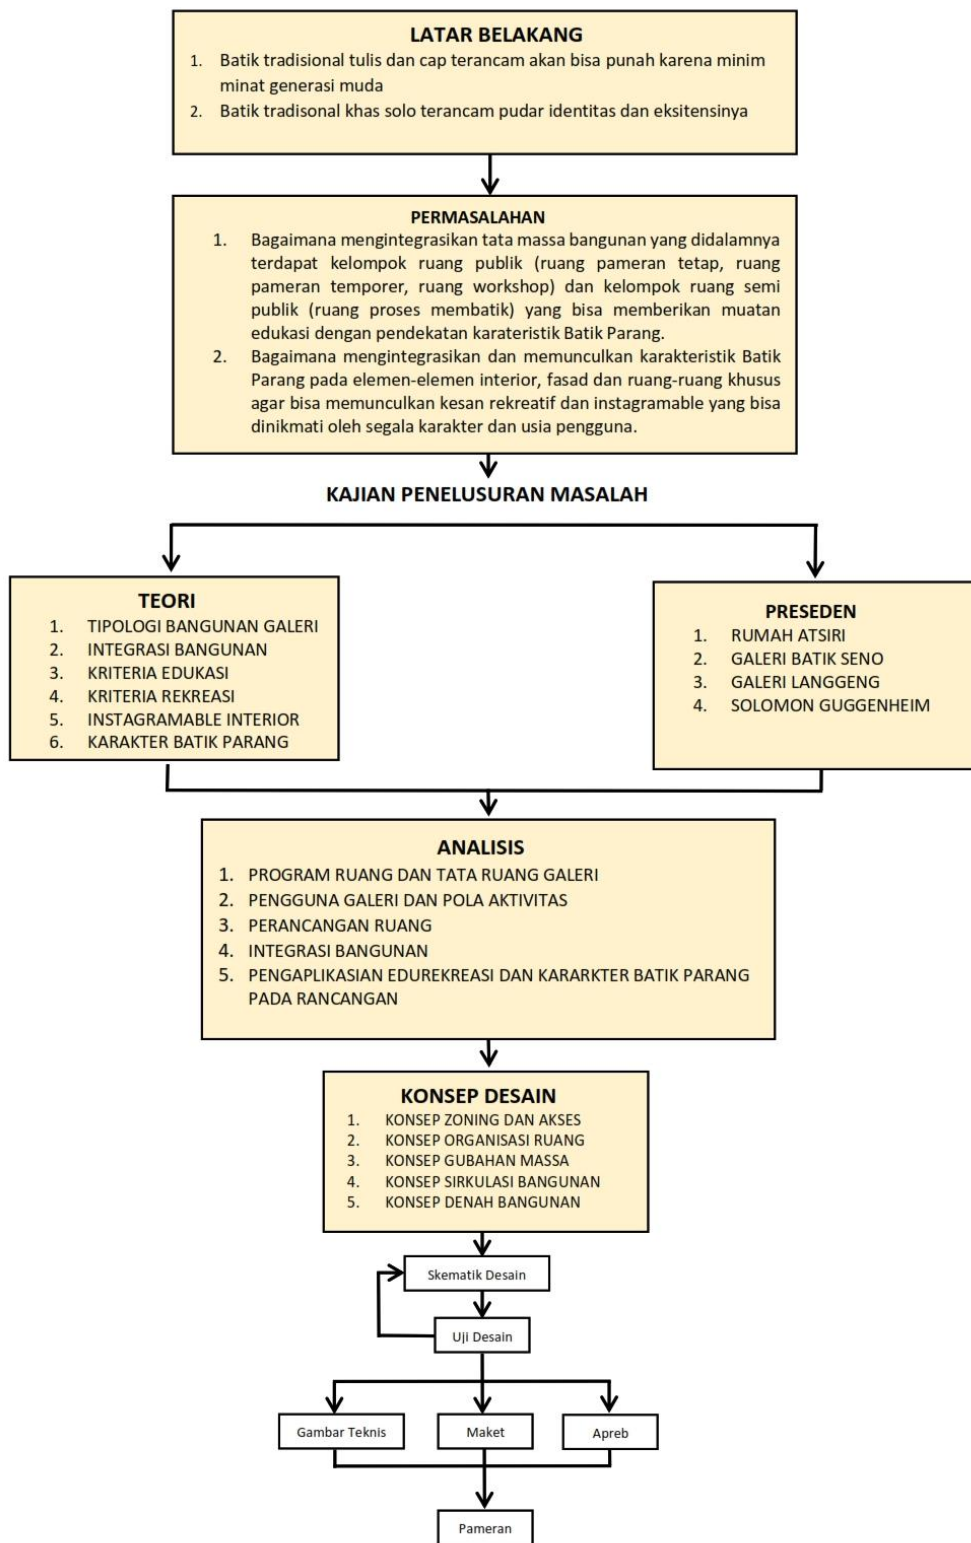 LATAR BELAKANG
1. Batik tradisional tulis dan cap terancam akan bisa punah karena minim
minat generasi muda
2. Batik tradisonal khas solo terancam pudar identitas dan eksitensinya
PERMASALAHAN
1. Bagaimana mengintegrasikan tata massa bangunan yang didalamnya
terdapat kelompok ruang publik (ruang pameran tetap, ruang
pameran temporer, ruang workshop) dan kelompok ruang semi
publik (ruang proses membatik) yang bisa memberikan muatan
edukasi dengan pendekatan karateristik Batik Parang.
2. Bagaimana mengintegrasikan dan memunculkan karakteristik Batik
Parang pada elemen-elemen interior, fasad dan ruang-ruang khusus
agar bisa memunculkan kesan rekreatif dan instagramable yang bisa
dinikmati oleh segala karakter dan usia pengguna.
KAJIAN PENELUSURAN MASALAH
TEORI
1. TIPOLOGI BANGUNAN GALERI
2. INTEGRASI BANGUNAN
3. KRITERIA EDUKASI
4. KRITERIA REKREASI
5. INSTAGRAMABLE INTERIOR
6. KARAKTER BATIK PARANG
PRESEDEN
1. RUMAH ATSIRI
2. GALERI BATIK SENO
3. GALERI LANGGENG
4. SOLOMON GUGGENHEIM
ANALISIS
1. PROGRAM RUANG DAN TATA RUANG GALERI
2. PENGGUNA GALERI DAN POLA AKTIVITAS
3. PERANCANGAN RUANG
4. INTEGRASI BANGUNAN
5. PENGAPLIKASIAN EDUREKREASI DAN KARARKTER BATIK PARANG
PADA RANCANGAN
KONSEP DESAIN
1. KONSEP ZONING DAN AKSES
2. KONSEP ORGANISASI RUANG
3. KONSEP GUBAHAN MASSA
4. KONSEP SIRKULASI BANGUNAN
5. KONSEP DENAH BANGUNAN
Skematik Desain
Uji Desain
Gambar Teknis
Maket
Apreb
Pameran